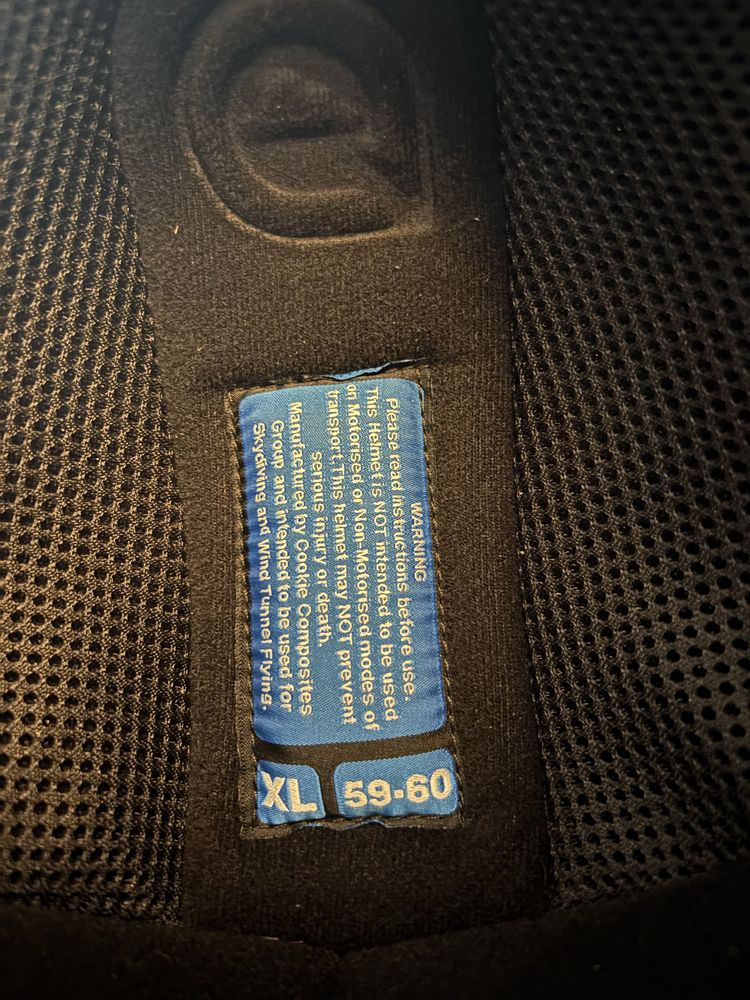 WARNING
Please read instructions before use.
This Helmet is NOT intended to be used
on Motorised or Non-Motorised modes of
transport.This helmet may NOT prevent
serious injury or death.
Manufactured by Cookie Composites
Group and intended to be used for
Skydiving and Wind Tunnel Flying.
XL
59-60